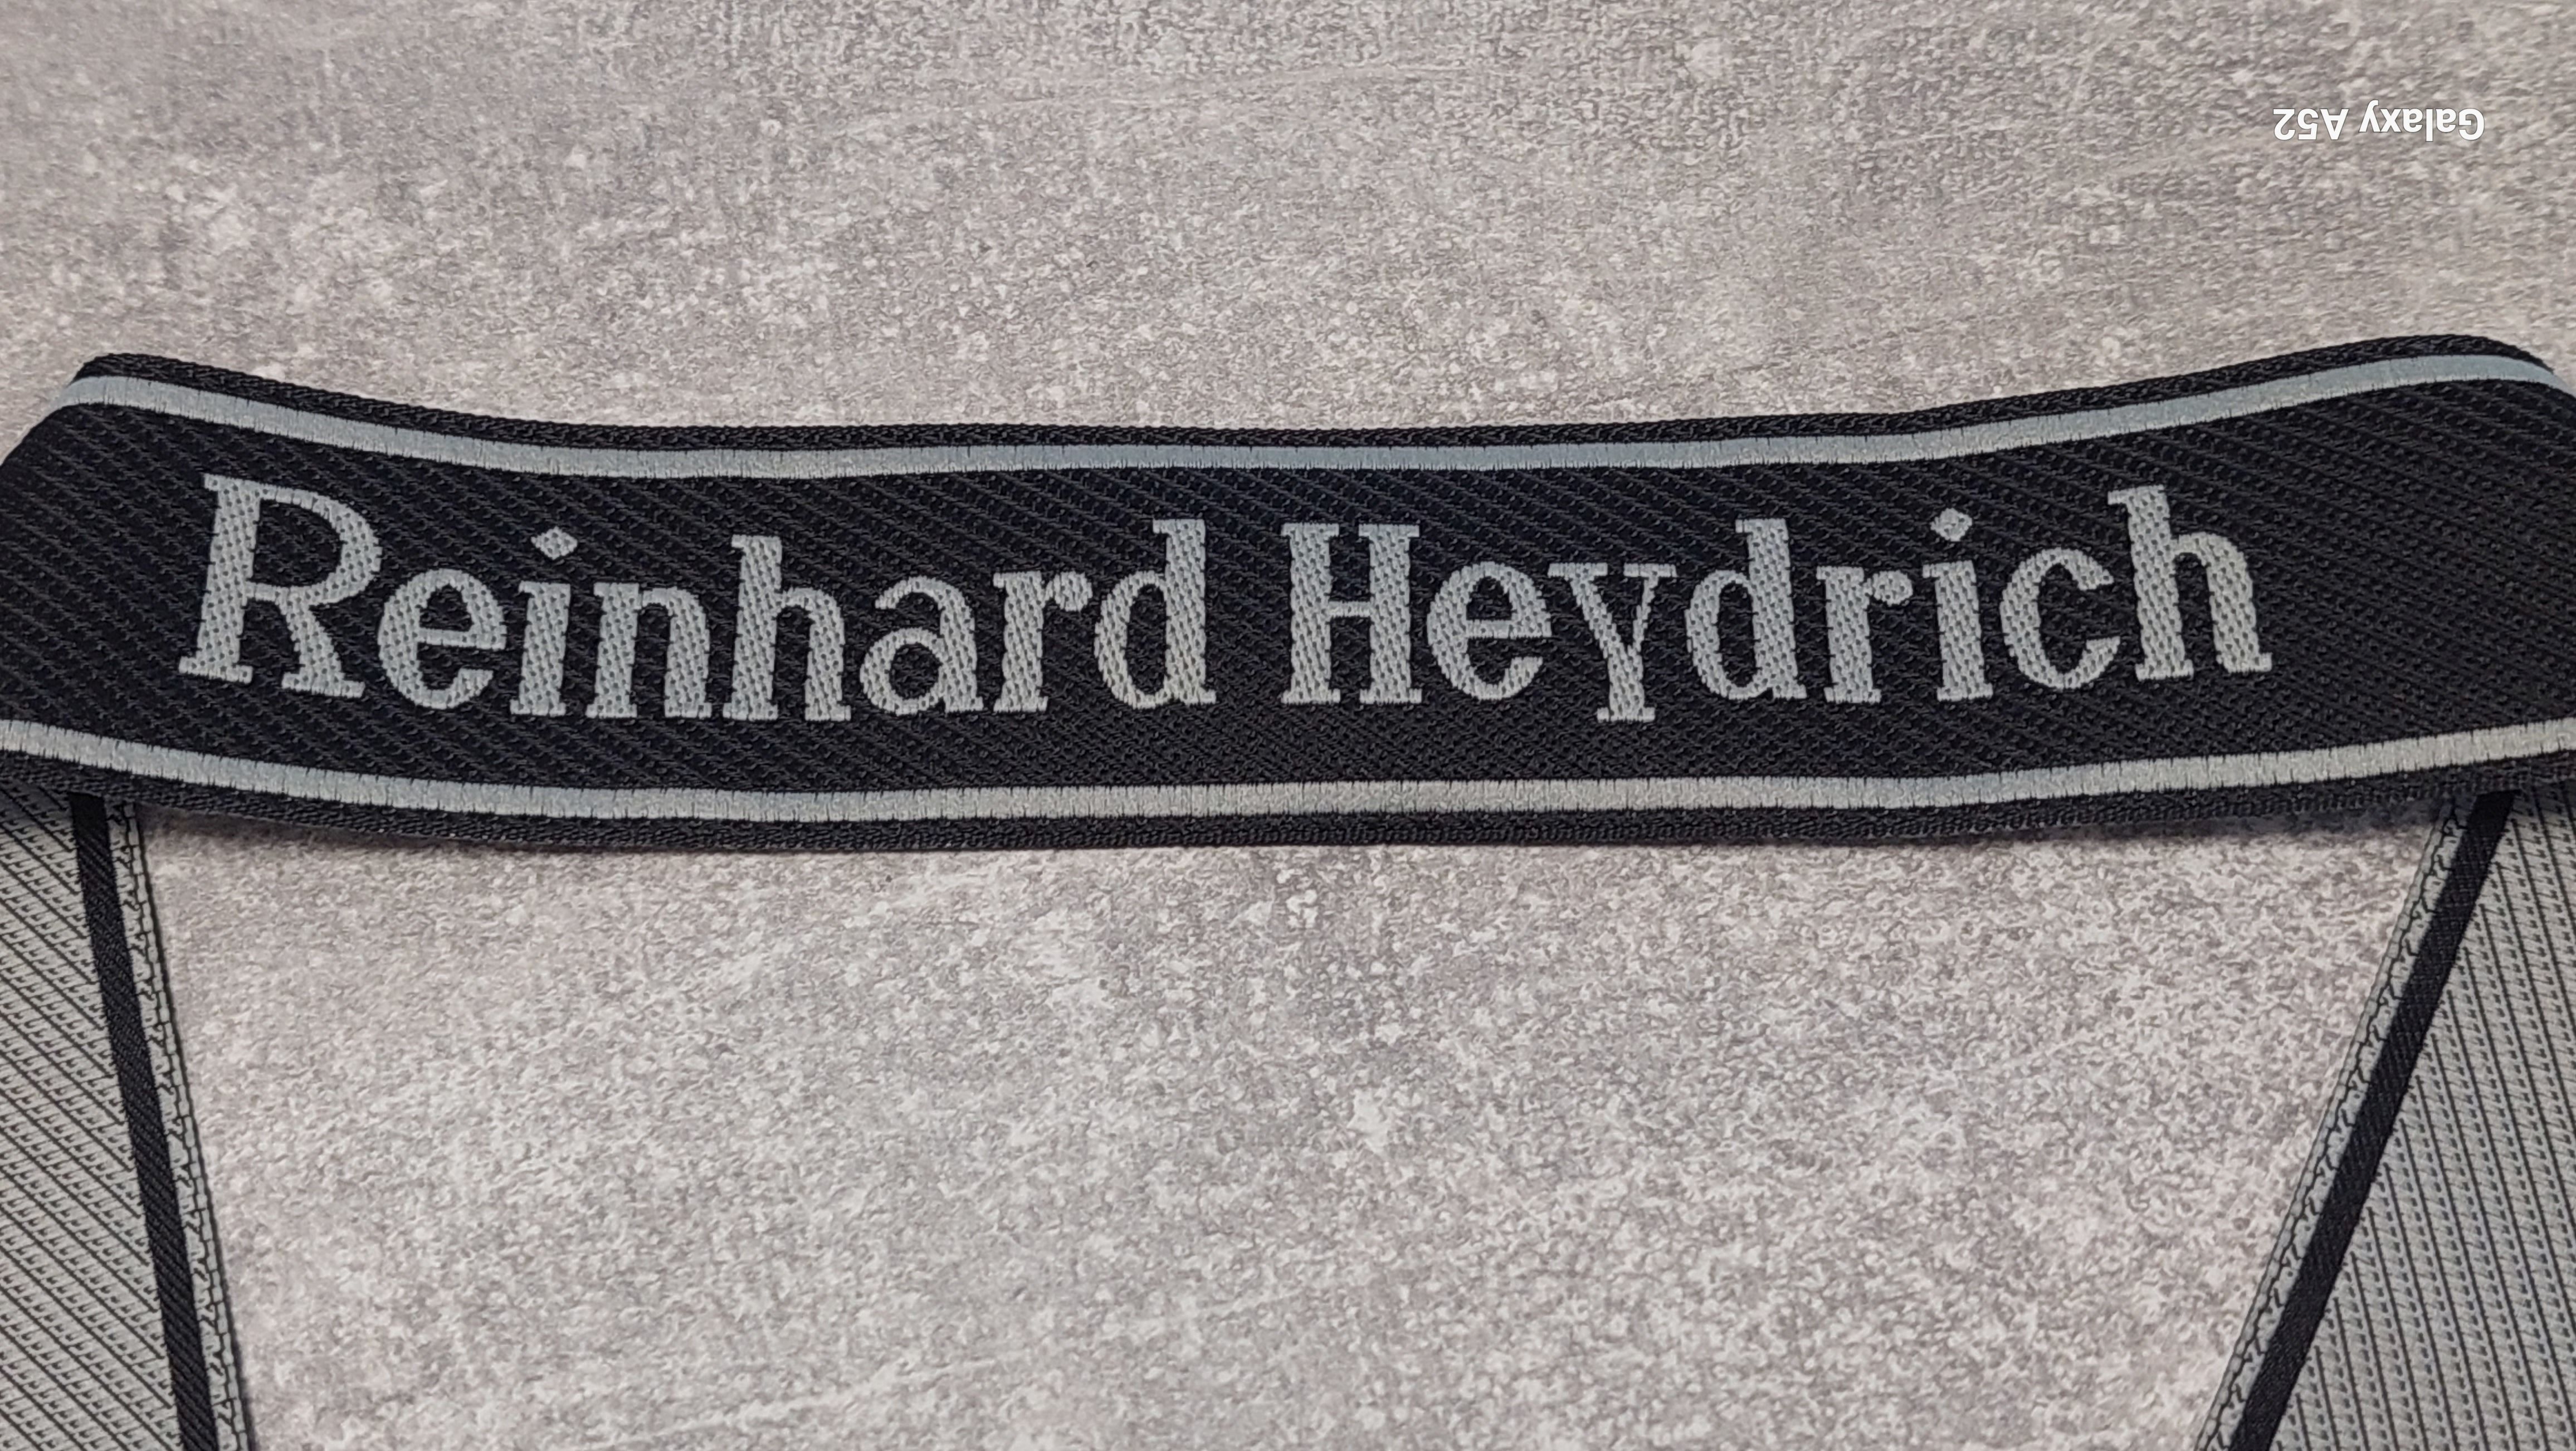 Galaxy A52
Reinhard Heydrich